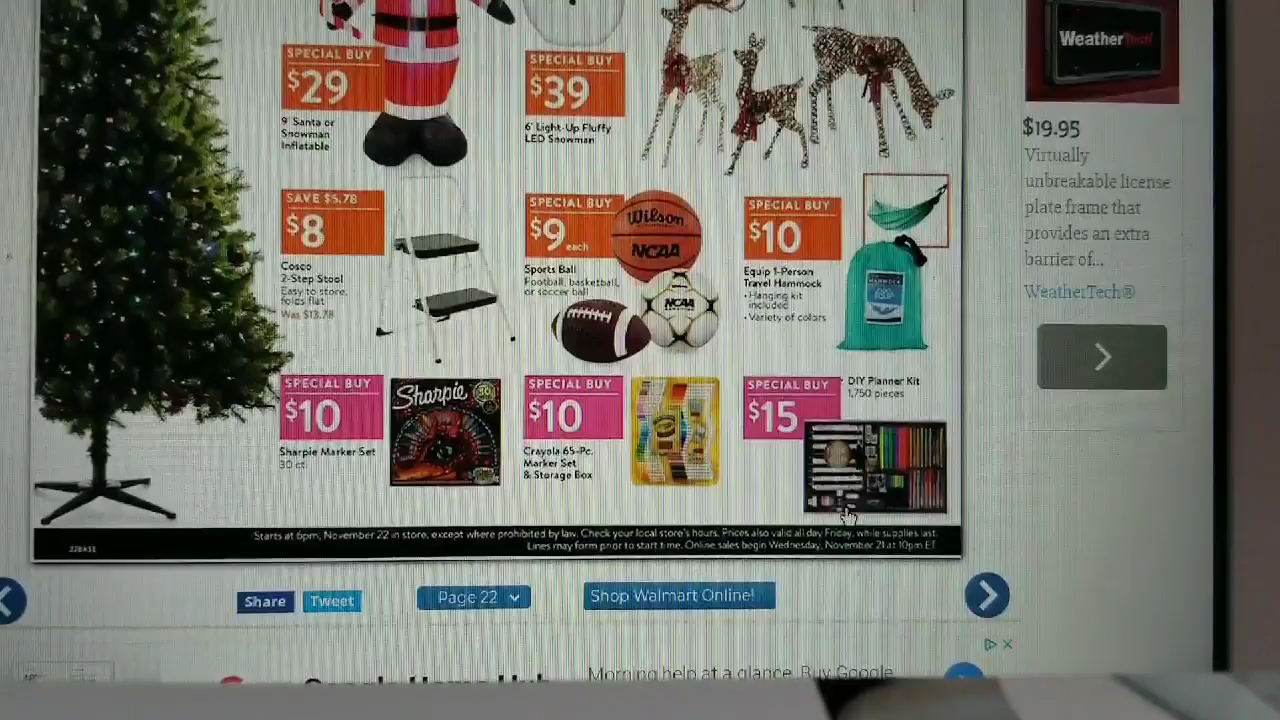 SPECIAL BUY
$29
9' Santa or
Snowman
Inflatable
SPECIAL BUY
$39
6' Light-Up Fluffy
LED Snowman
SAVE $5.78
$8
Cosco
2-Step Stool
Easy to store,
folds flat
Was $13.78
SPECIAL BUY
$9 each
Sports Ball
Football, basketball,
or soccer ball
Wilson
NCAA
NCAA
SPECIAL BUY
$10
Equip 1-Person
Travel Hammock
• Hanging kit
included
• Variety of colors
HAMMOCK
SPECIAL BUY
$10
Sharpie Marker Set
30 ct.
Sharpie
30
SPECIAL BUY
$10
Crayola 65-Pc.
Marker Set
& Storage Box
SPECIAL BUY
$15
DIY Planner Kit
1,750 pieces
Starts at 6pm, November 22 in store, except where prohibited by law. Check your local store's hours. Prices also valid all day Friday, while supplies last.
Lines may form prior to start time. Online sales begin Wednesday, November 21 at 10pm ET.
Share
Tweet
Page 22
Shop Walmart Online!
Morning help at a glance. Buy Google
WeatherTech
$19.95
Virtually
unbreakable license
plate frame that
provides an extra
barrier of...
WeatherTech®